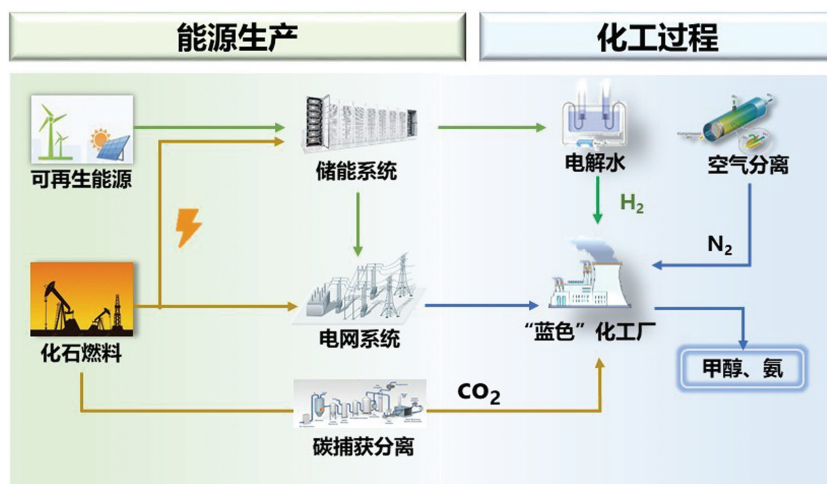 能源生产
化工过程
可再生能源
储能系统
电解水
空气分离
H₂
N₂
化石燃料
电网系统
“蓝色”化工厂
甲醇、氨
CO₂
碳捕获分离